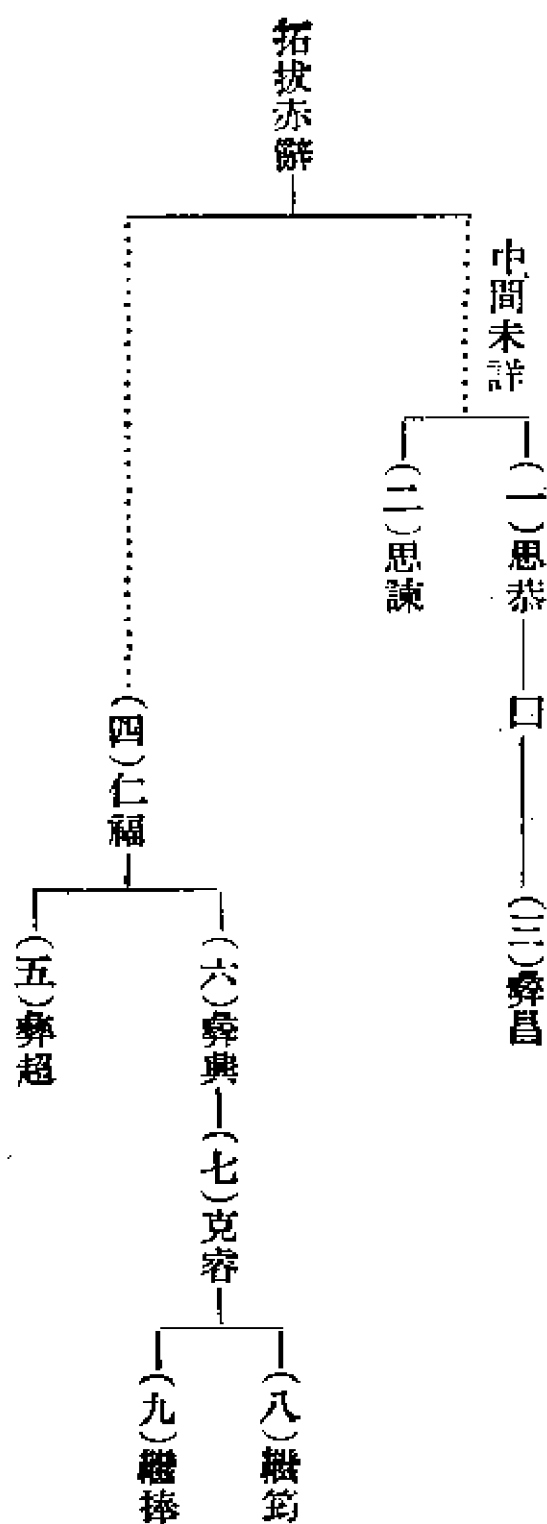 拓拔赤辭
中間未詳
(一)思恭
口
(三)彝昌
(二)思諫
(四)仁福
(六)彝興
(七)克睿
(八)繼筠
(九)繼捧
(五)彝超